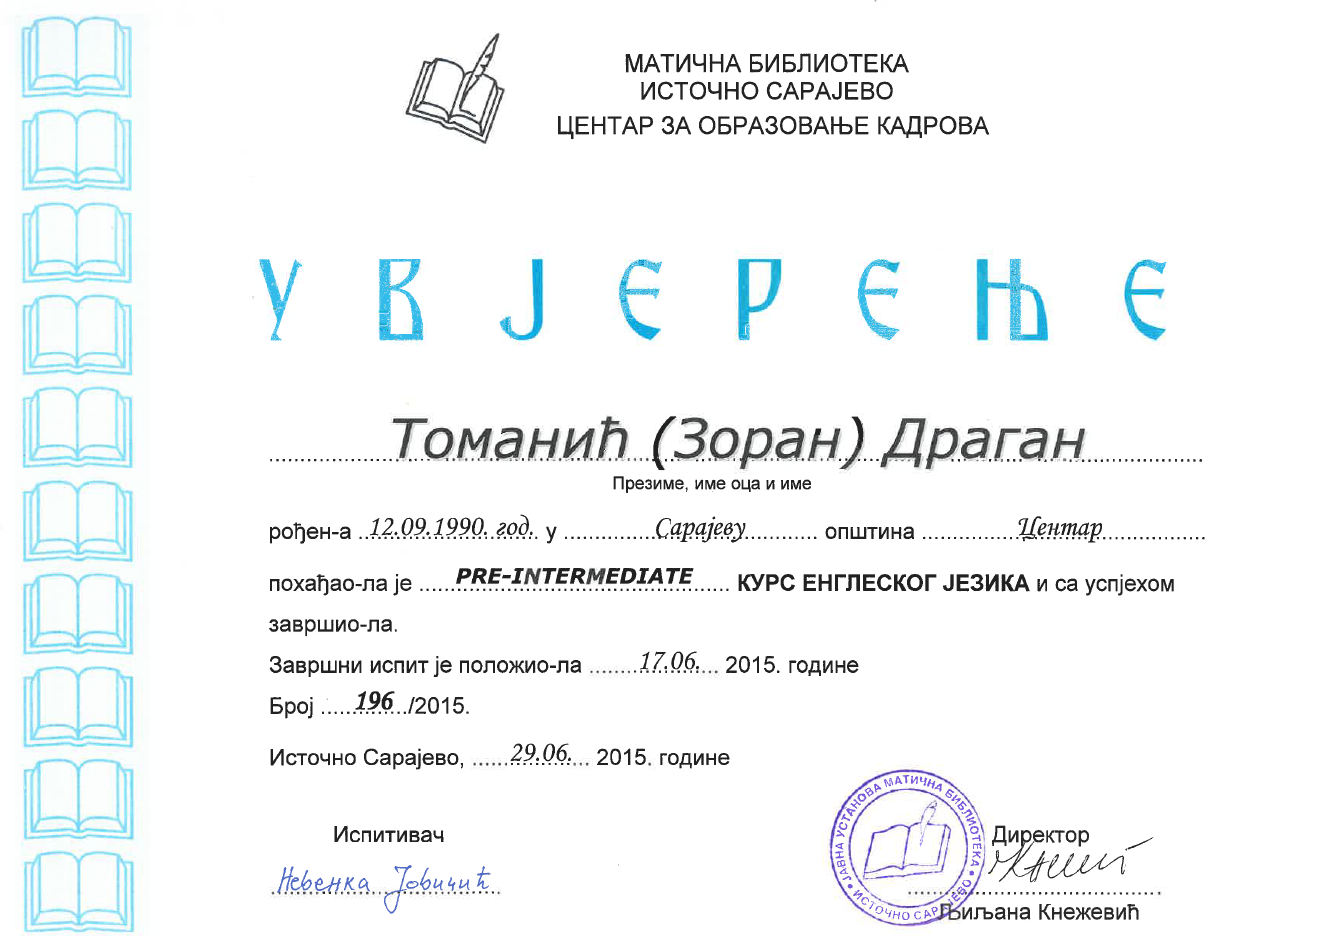 МАТИЧНА БИБЛИОТЕКА
ИСТОЧНО САРАЈЕВО
ЦЕНТАР ЗА ОБРАЗОВАЊЕ КАДРОВА
УВЈЕРЕЊЕ
Томанић (Зоран) Драган
Презиме, име оца и име
рођен-а 12.09.1990. год. у Сарајеву општина Центар
похађао-ла је PRE-INTERMEDIATE КУРС ЕНГЛЕСКОГ ЈЕЗИКА и са успјехом
завршио-ла.
Завршни испит је положио-ла 17.06. 2015. године
Број 196/2015.
Источно Сарајево, 29.06. 2015. године
Испитивач
Невенка Јовичић
ЈАВНА УСТАНОВА МАТИЧНА БИБЛИОТЕКА • ИСТОЧНО САРАЈЕВО •
Директор
Љиљана Кнежевић